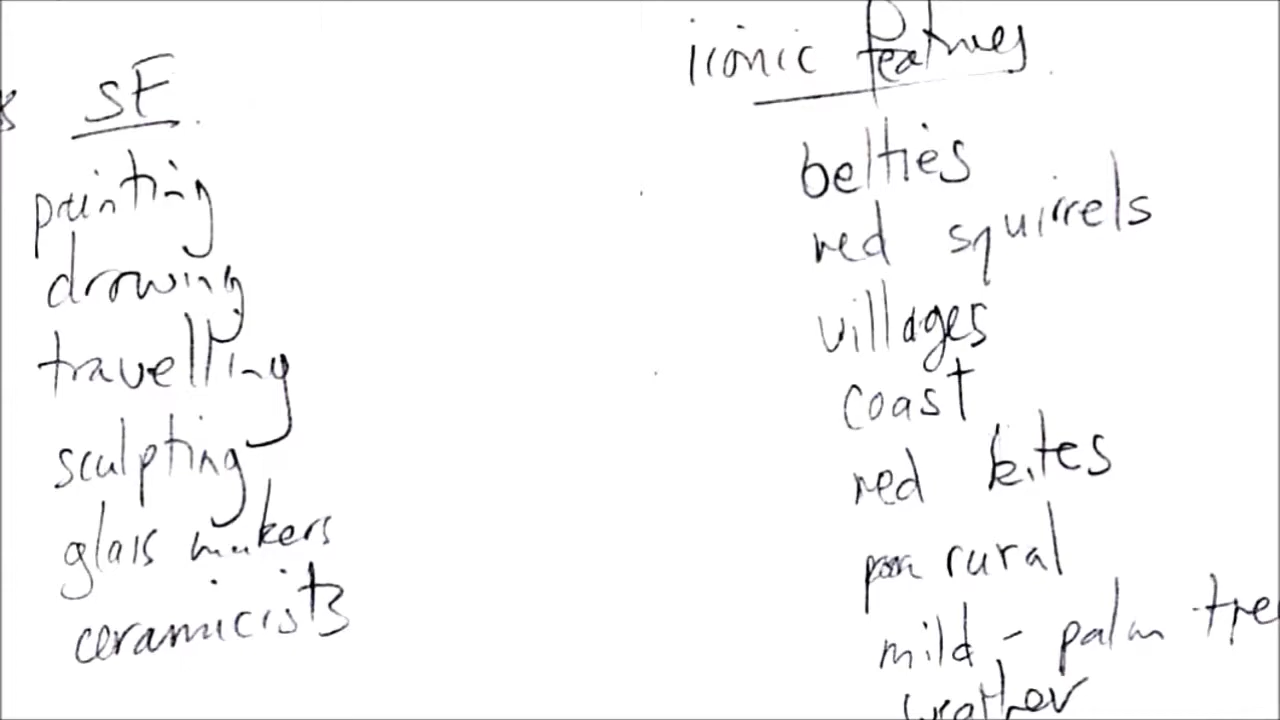 SF
painting
drawing
travelling
sculpting
glass makers
ceramicists
iconic features
belties
red squirrels
villages
coast
red kites
rural
mild - palm tre
weather